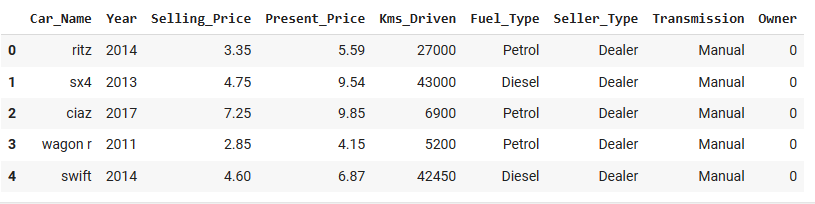 Car_Name Year Selling_Price Present_Price Kms_Driven Fuel_Type Seller_Type Transmission Owner
0 ritz 2014 3.35 5.59 27000 Petrol Dealer Manual 0
1 sx4 2013 4.75 9.54 43000 Diesel Dealer Manual 0
2 ciaz 2017 7.25 9.85 6900 Petrol Dealer Manual 0
3 wagon r 2011 2.85 4.15 5200 Petrol Dealer Manual 0
4 swift 2014 4.60 6.87 42450 Diesel Dealer Manual 0